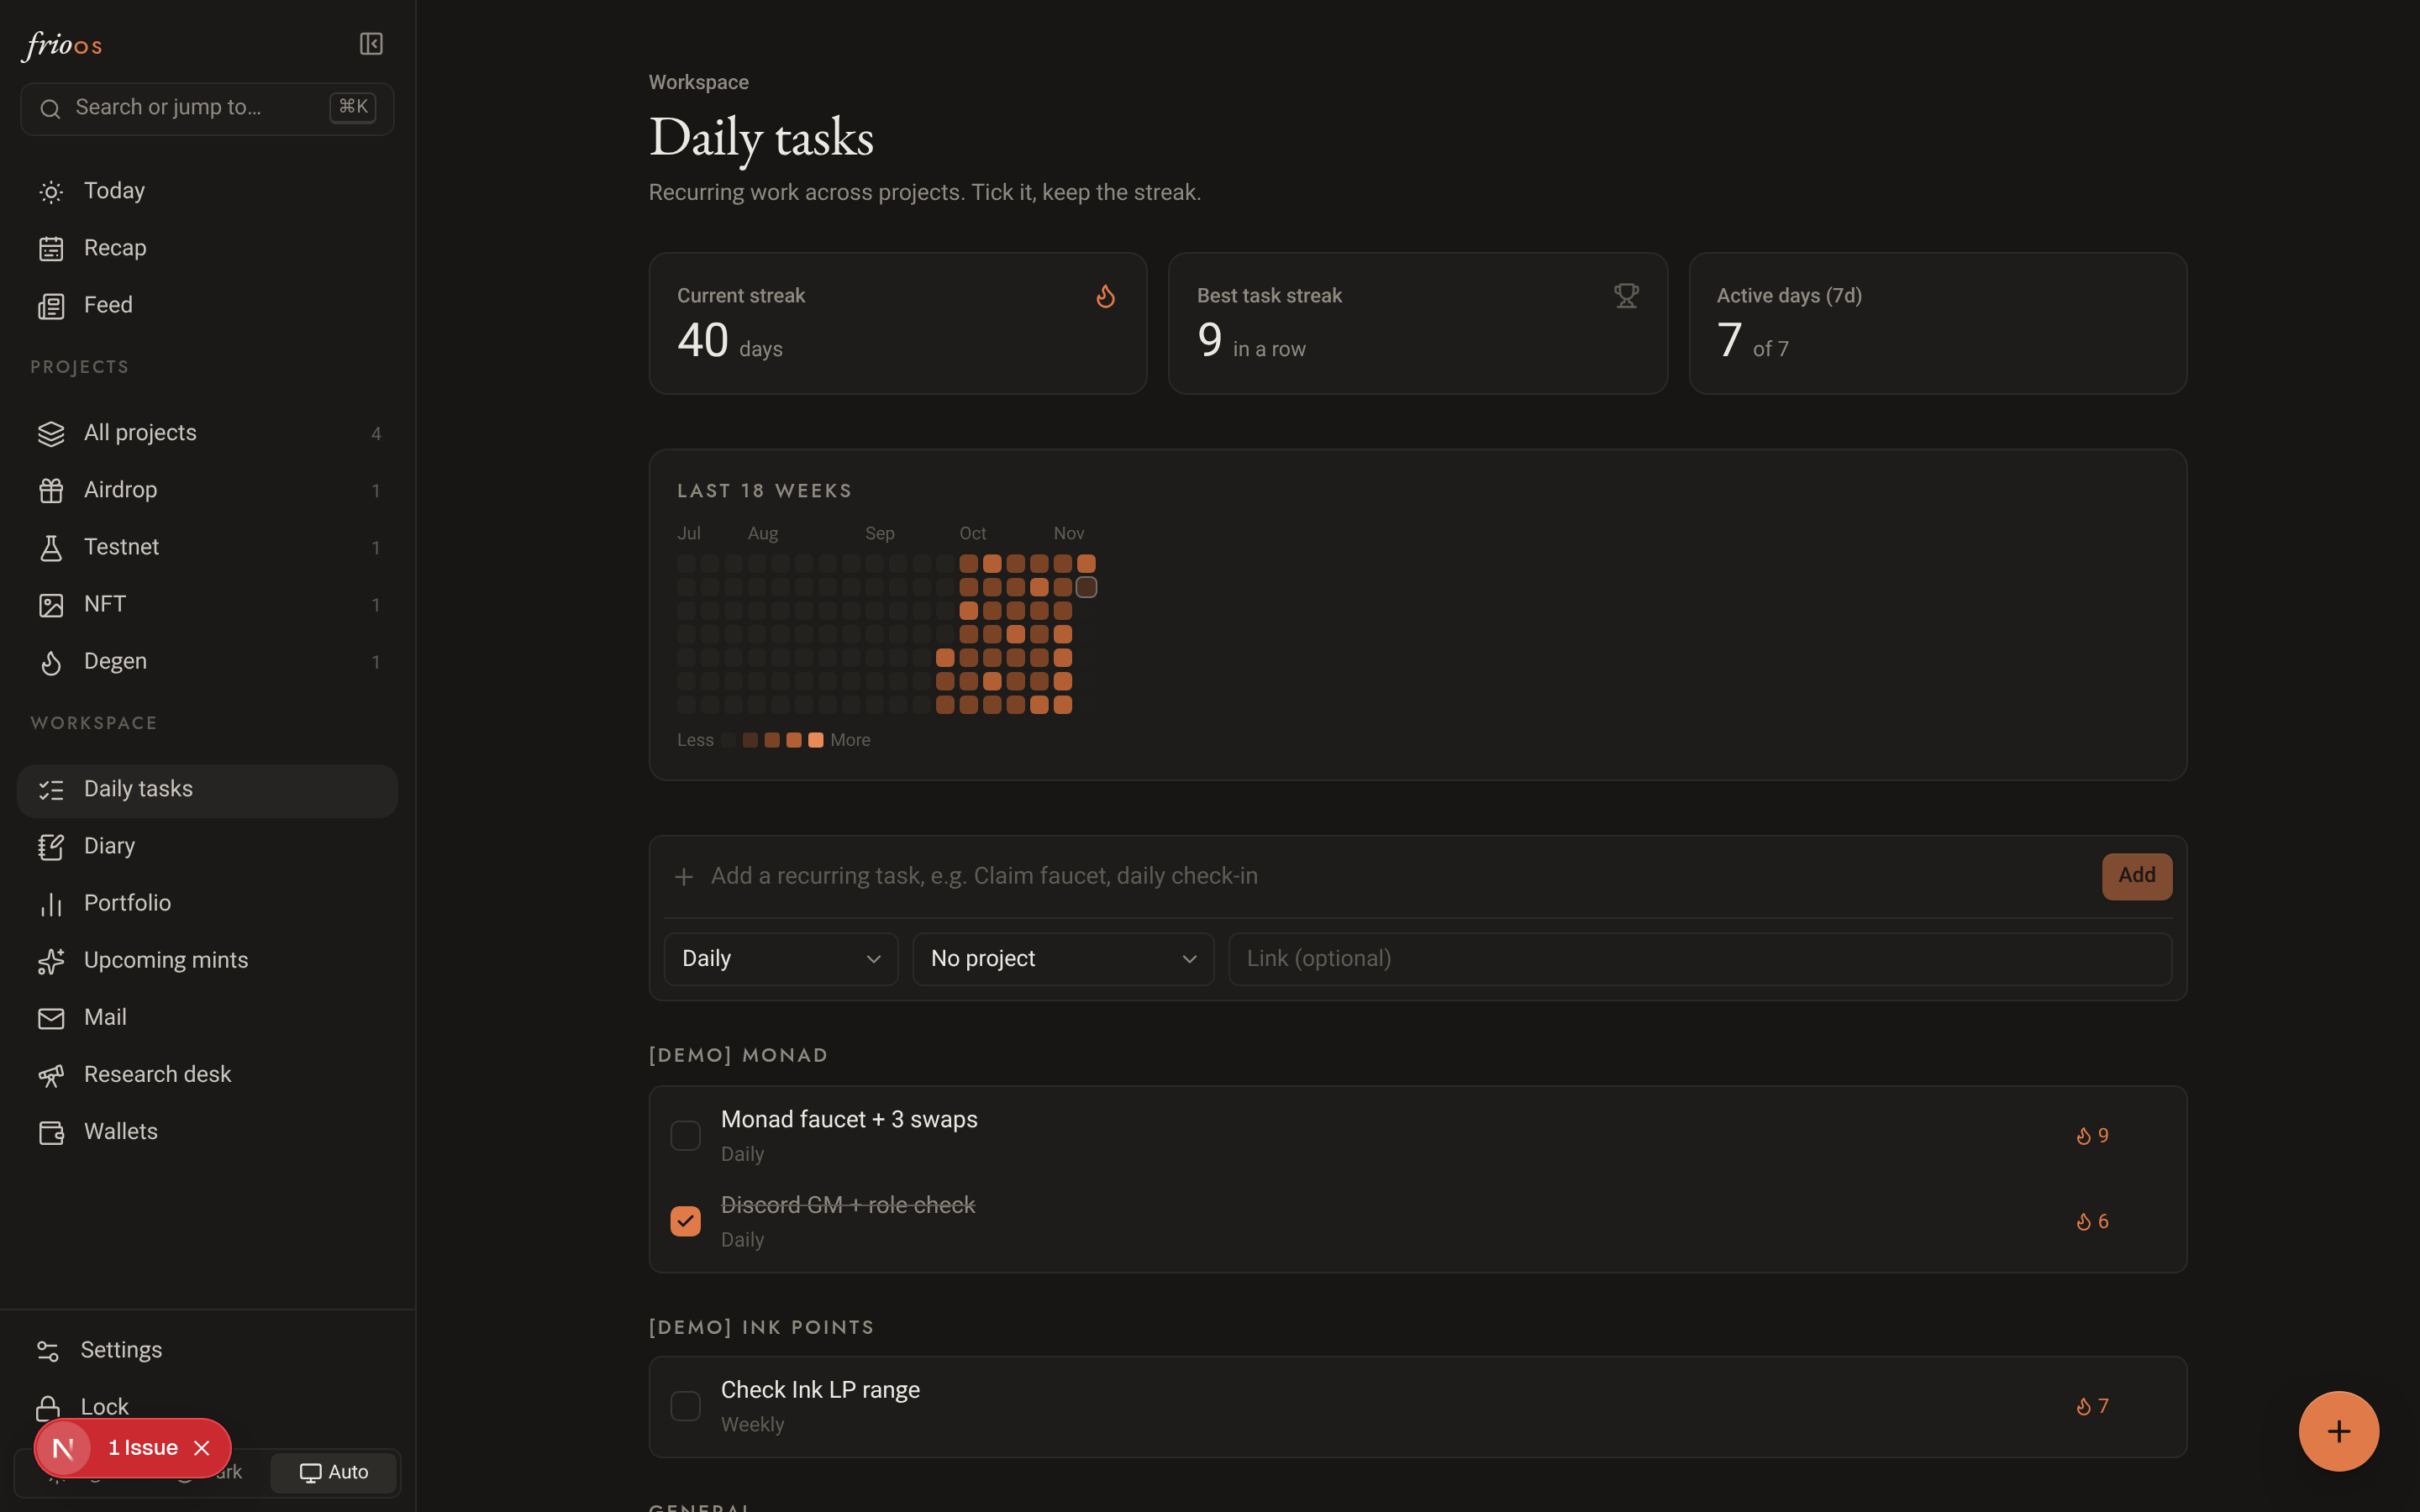 frioos
Search or jump to... ⌘K
Today
Recap
Feed
PROJECTS
All projects 4
Airdrop 1
Testnet 1
NFT 1
Degen 1
WORKSPACE
Daily tasks
Diary
Portfolio
Upcoming mints
Mail
Research desk
Wallets
Settings
Lock
N 1 Issue
Auto
Workspace
Daily tasks
Recurring work across projects. Tick it, keep the streak.
Current streak
40 days
Best task streak
9 in a row
Active days (7d)
7 of 7
LAST 18 WEEKS
Jul Aug Sep Oct Nov
Less More
Add a recurring task, e.g. Claim faucet, daily check-in Add
Daily No project Link (optional)
[DEMO] MONAD
Monad faucet + 3 swaps
Daily
9
Discord GM + role check
Daily
6
[DEMO] INK POINTS
Check Ink LP range
Weekly
7
GENERAL